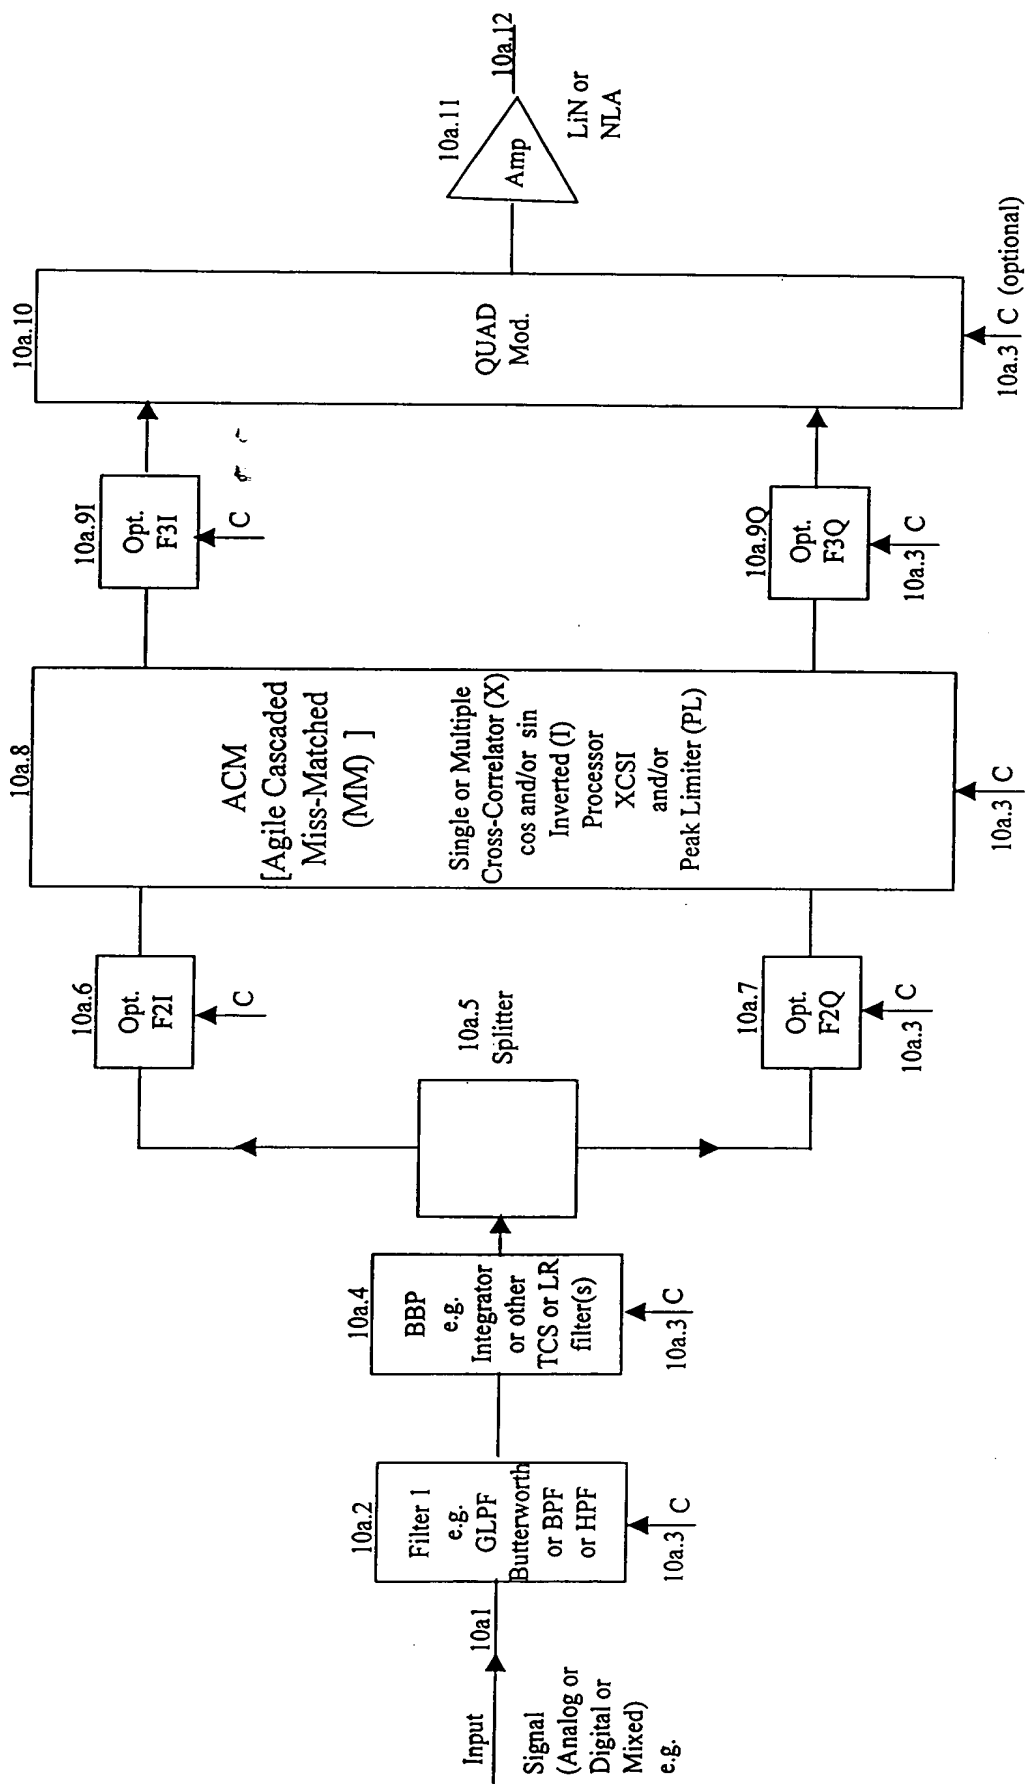 Input
Signal
(Analog or
Digital or
Mixed)
e.g.
10a1
10a.2
Filter 1
e.g.
GLPF
Butterworth
or BPF
or HPF
10a.3 C
10a.4
BBP
e.g.
Integrator
or other
TCS or LR
filter(s)
10a.3 C
10a.5
Splitter
10a.6
Opt.
F2I
C
10a.7
Opt.
F2Q
10a.3 C
10a.8
ACM
[Agile Cascaded
Miss-Matched
(MM) ]
Single or Multiple
Cross-Correlator (X)
cos and/or sin
Inverted (I)
Processor
XCSI
and/or
Peak Limiter (PL)
10a.3 C
10a.9I
Opt.
F3I
C
10a.9Q
Opt.
F3Q
10a.3 C
10a.10
QUAD
Mod.
10a.3 C (optional)
10a.11
Amp
LiN or
NLA
10a.12